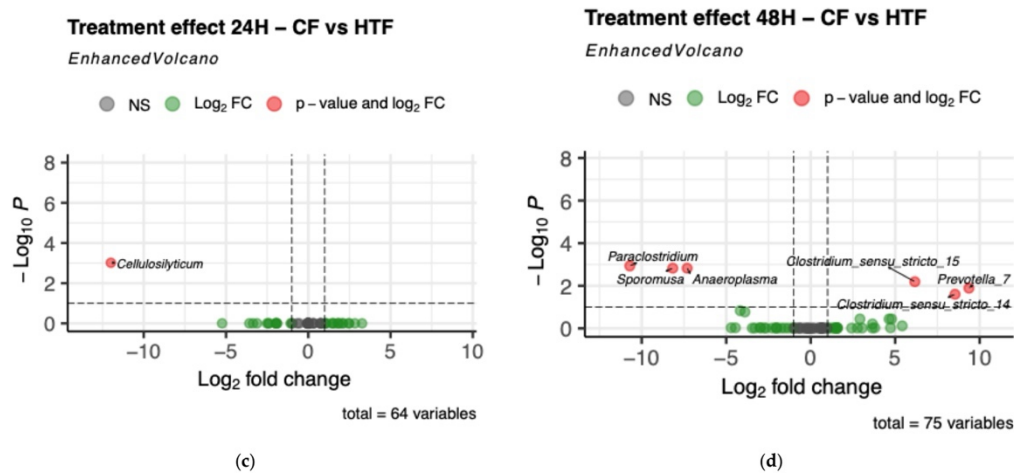 Treatment effect 24H – CF vs HTF
EnhancedVolcano
NS Log2 FC p – value and log2 FC
8
6
4
2
0
– Log10 P
Cellulosilyticum
−10 −5 0 5 10
Log2 fold change
total = 64 variables
(c)
Treatment effect 48H – CF vs HTF
EnhancedVolcano
NS Log2 FC p – value and log2 FC
8
6
4
2
0
– Log10 P
Paraclostridium
Sporomusa
Anaeroplasma
Clostridium_sensu_stricto_15
Prevotella_7
Clostridium_sensu_stricto_14
−10 −5 0 5 10
Log2 fold change
total = 75 variables
(d)